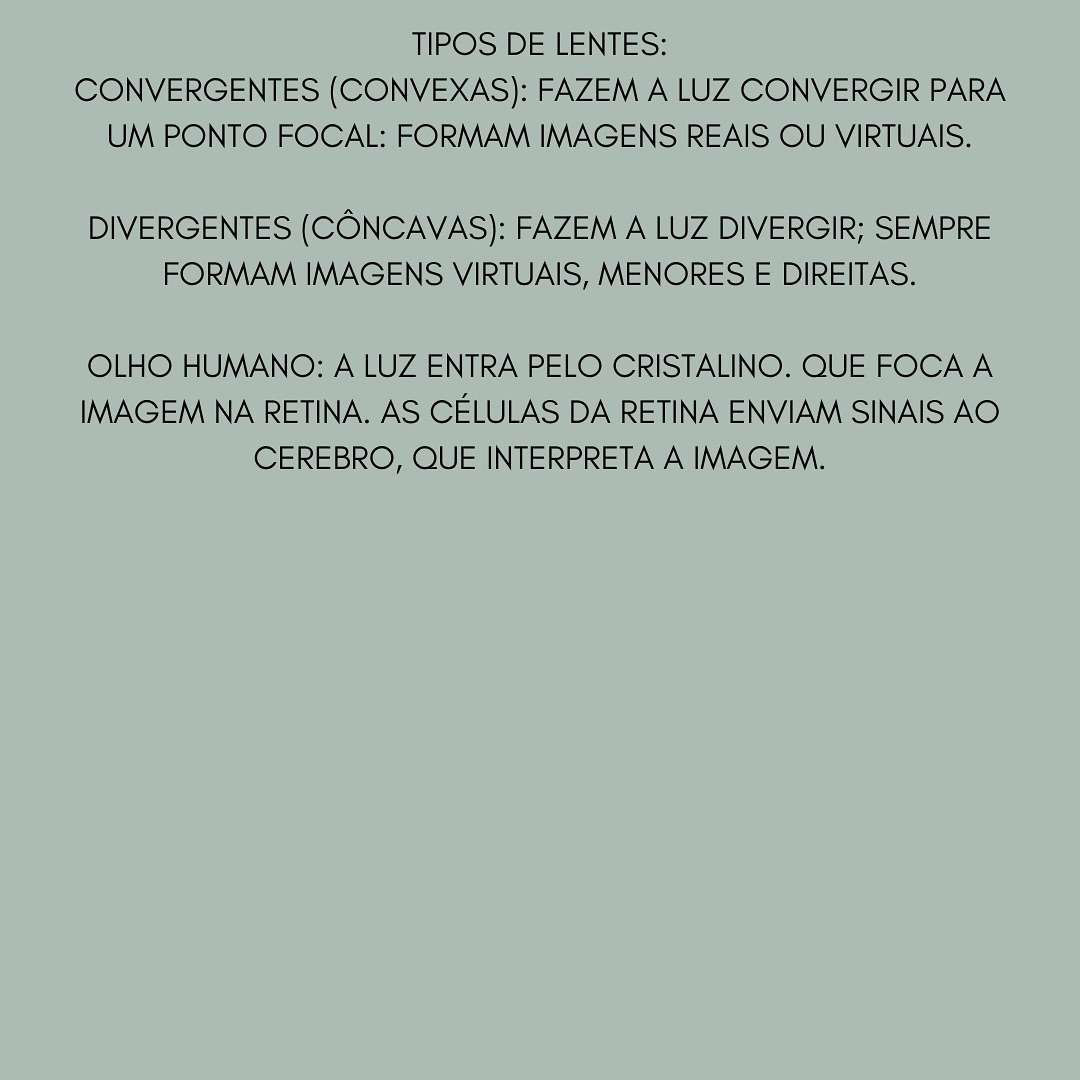 TIPOS DE LENTES:
CONVERGENTES (CONVEXAS): FAZEM A LUZ CONVERGIR PARA
UM PONTO FOCAL: FORMAM IMAGENS REAIS OU VIRTUAIS.
DIVERGENTES (CÔNCAVAS): FAZEM A LUZ DIVERGIR; SEMPRE
FORMAM IMAGENS VIRTUAIS, MENORES E DIREITAS.
OLHO HUMANO: A LUZ ENTRA PELO CRISTALINO. QUE FOCA A
IMAGEM NA RETINA. AS CÉLULAS DA RETINA ENVIAM SINAIS AO
CEREBRO, QUE INTERPRETA A IMAGEM.